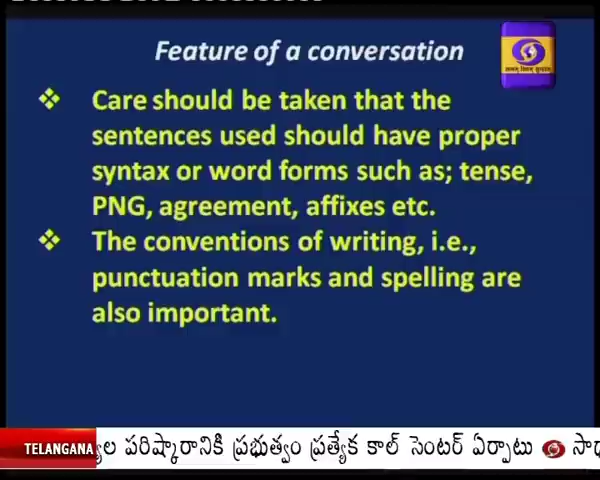 Feature of a conversation
❖ Care should be taken that the
sentences used should have proper
syntax or word forms such as; tense,
PNG, agreement, affixes etc.
❖ The conventions of writing, i.e.,
punctuation marks and spelling are
also important.
TELANGANA పరిష్కారానికి ప్రభుత్వం ప్రత్యేక కాల్ సెంటర్ ఏర్పాటు